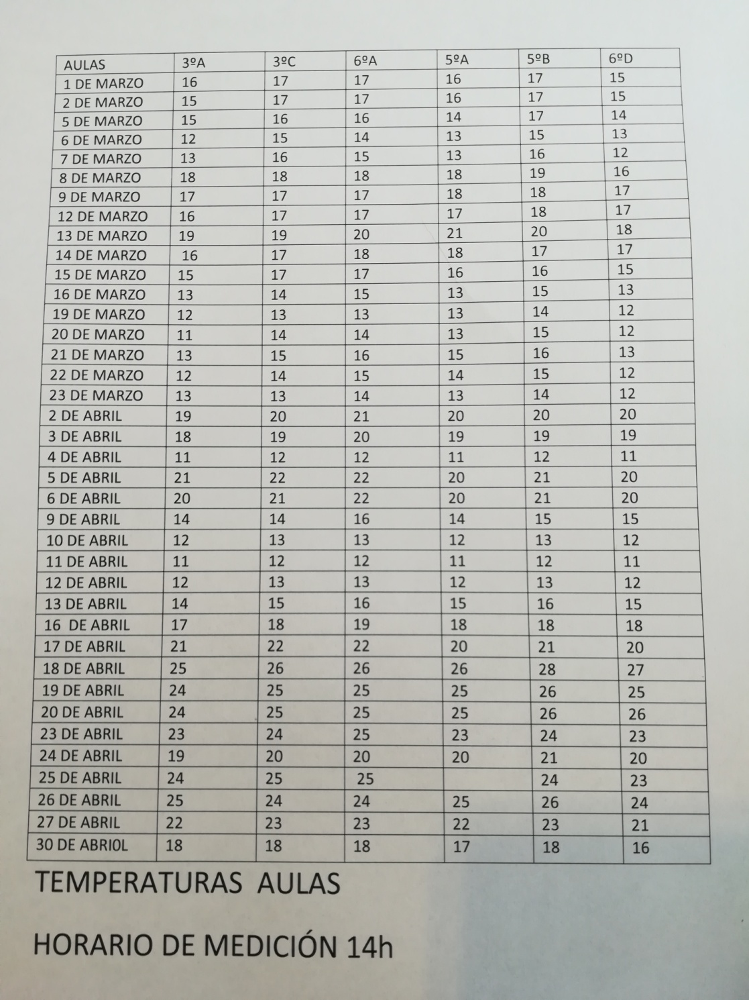 AULAS 3ºA 3ºC 6ºA 5ºA 5ºB 6ºD
1 DE MARZO 16 17 17 16 17 15
2 DE MARZO 15 17 17 16 17 15
5 DE MARZO 15 16 16 14 17 14
6 DE MARZO 12 15 14 13 15 13
7 DE MARZO 13 16 15 13 16 12
8 DE MARZO 18 18 18 18 19 16
9 DE MARZO 17 17 17 18 18 17
12 DE MARZO 16 17 17 17 18 17
13 DE MARZO 19 19 20 21 20 18
14 DE MARZO 16 17 18 18 17 17
15 DE MARZO 15 17 17 16 16 15
16 DE MARZO 13 14 15 13 15 13
19 DE MARZO 12 13 13 13 14 12
20 DE MARZO 11 14 14 13 15 12
21 DE MARZO 13 15 16 15 16 13
22 DE MARZO 12 14 15 14 15 12
23 DE MARZO 13 13 14 13 14 12
2 DE ABRIL 19 20 21 20 20 20
3 DE ABRIL 18 19 20 19 19 19
4 DE ABRIL 11 12 12 11 12 11
5 DE ABRIL 21 22 22 20 21 20
6 DE ABRIL 20 21 22 20 21 20
9 DE ABRIL 14 14 16 14 15 15
10 DE ABRIL 12 13 13 12 13 12
11 DE ABRIL 11 12 12 11 12 11
12 DE ABRIL 12 13 13 12 13 12
13 DE ABRIL 14 15 16 15 16 15
16 DE ABRIL 17 18 19 18 18 18
17 DE ABRIL 21 22 22 20 21 20
18 DE ABRIL 25 26 26 26 28 27
19 DE ABRIL 24 25 25 25 26 25
20 DE ABRIL 24 25 25 25 26 26
23 DE ABRIL 23 24 25 23 24 23
24 DE ABRIL 19 20 20 20 21 20
25 DE ABRIL 24 25 25 24 23
26 DE ABRIL 25 24 24 25 26 24
27 DE ABRIL 22 23 23 22 23 21
30 DE ABRIOL 18 18 18 17 18 16
TEMPERATURAS AULAS
HORARIO DE MEDICIÓN 14h